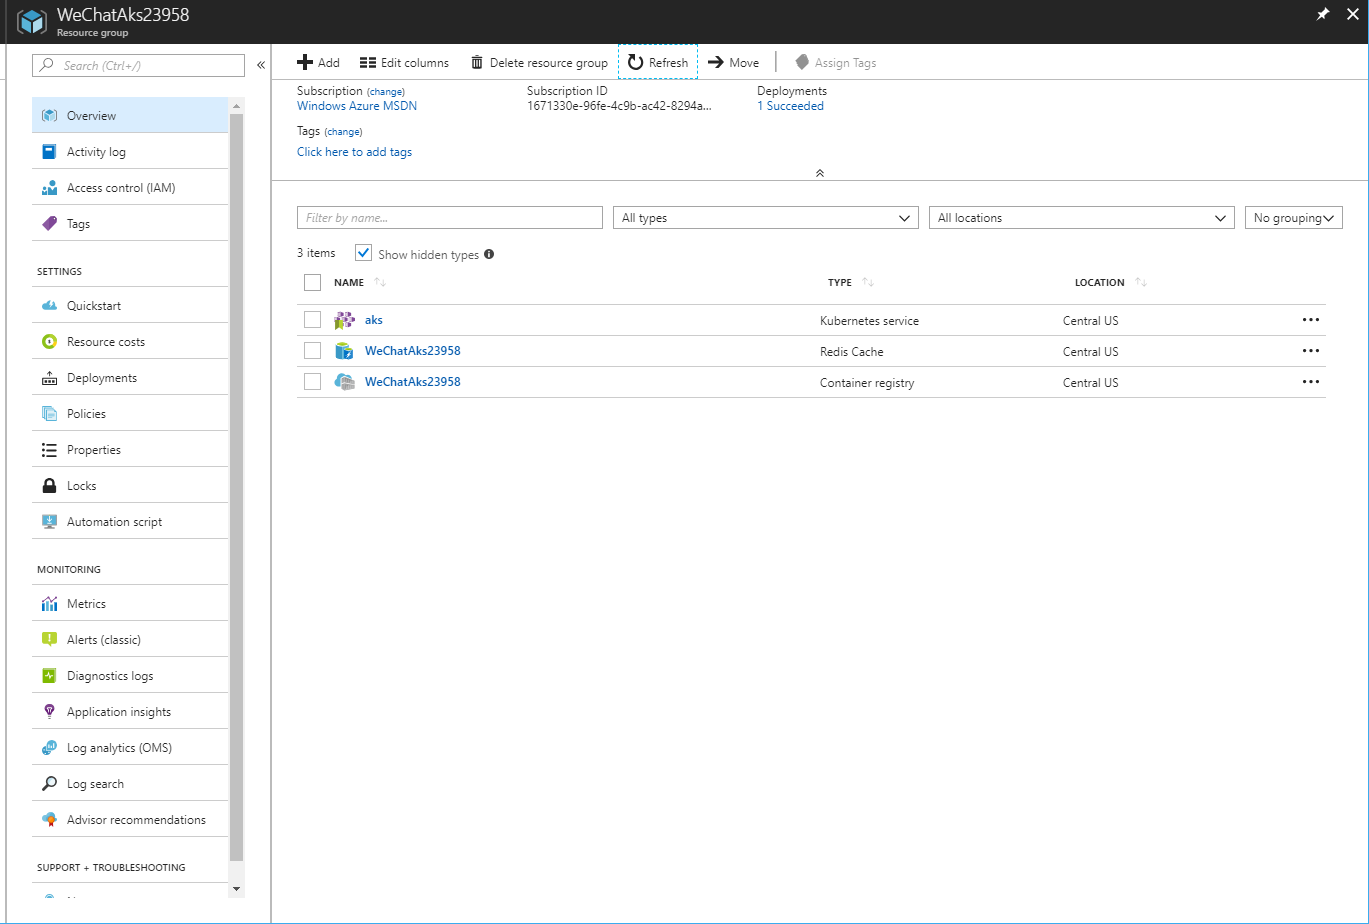 WeChatAks23958
Resource group
Search (Ctrl+/)
«
Overview
Activity log
Access control (IAM)
Tags
SETTINGS
Quickstart
Resource costs
Deployments
Policies
Properties
Locks
Automation script
MONITORING
Metrics
Alerts (classic)
Diagnostics logs
Application insights
Log analytics (OMS)
Log search
Advisor recommendations
SUPPORT + TROUBLESHOOTING
Add Edit columns Delete resource group Refresh Move Assign Tags
Subscription (change) Subscription ID Deployments
Windows Azure MSDN 1671330e-96fe-4c9b-ac42-8294a... 1 Succeeded
Tags (change)
Click here to add tags
Filter by name... All types All locations No grouping
3 items Show hidden types
NAME TYPE LOCATION
aks Kubernetes service Central US
WeChatAks23958 Redis Cache Central US
WeChatAks23958 Container registry Central US